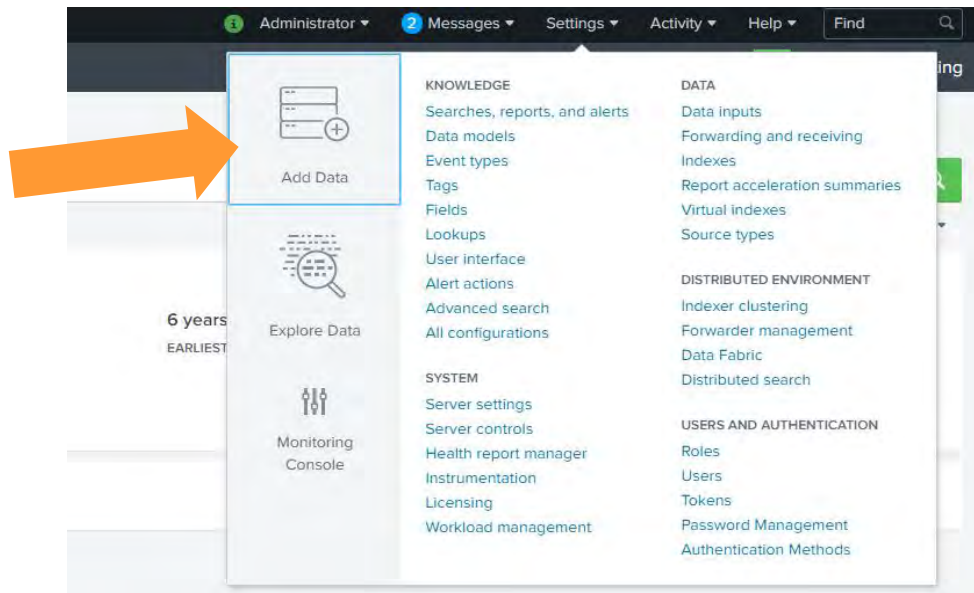 i Administrator 2 Messages Settings Activity Help Find
ing
Add Data
Explore Data
Monitoring
Console
6 years
EARLIEST
KNOWLEDGE
Searches, reports, and alerts
Data models
Event types
Tags
Fields
Lookups
User interface
Alert actions
Advanced search
All configurations
SYSTEM
Server settings
Server controls
Health report manager
Instrumentation
Licensing
Workload management
DATA
Data inputs
Forwarding and receiving
Indexes
Report acceleration summaries
Virtual indexes
Source types
DISTRIBUTED ENVIRONMENT
Indexer clustering
Forwarder management
Data Fabric
Distributed search
USERS AND AUTHENTICATION
Roles
Users
Tokens
Password Management
Authentication Methods